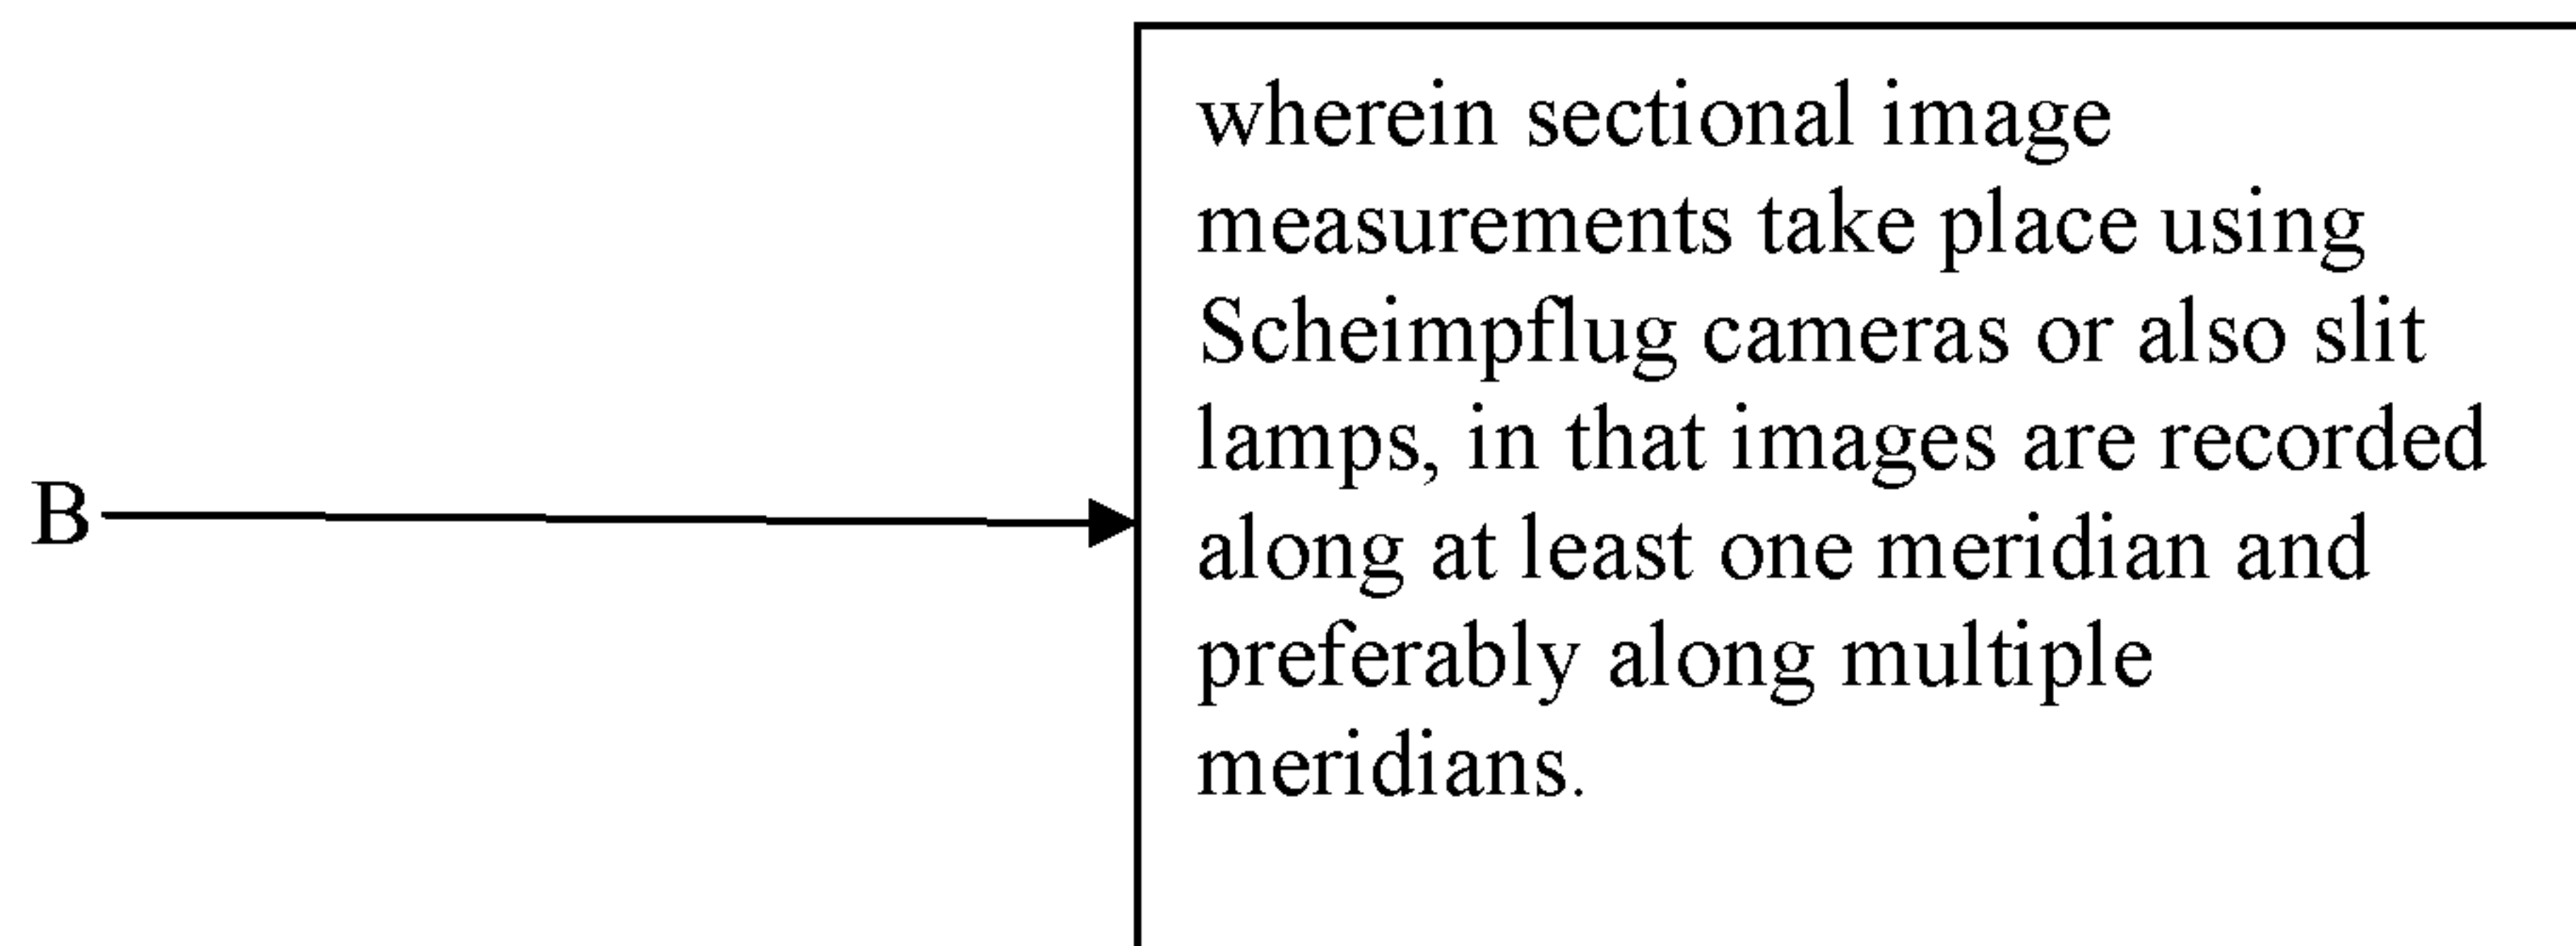 wherein sectional image
measurements take place using
Scheimpflug cameras or also slit
lamps, in that images are recorded
B
along at least one meridian and
preferably along multiple
meridians.